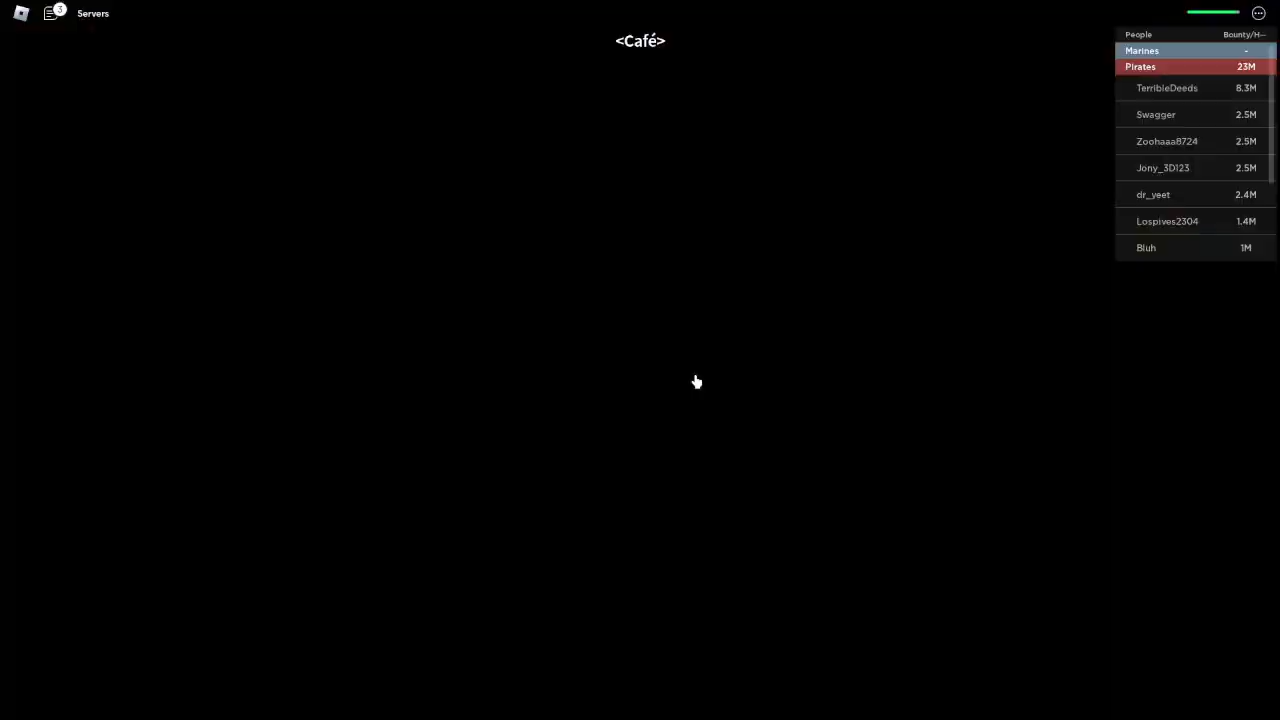 3
Servers
<Café>
People Bounty/H—
Marines -
Pirates 23M
TerribleDeeds 8.3M
Swagger 2.5M
Zoohaaa8724 2.5M
Jony_3D123 2.5M
dr_yeet 2.4M
Lospives2304 1.4M
Bluh 1M